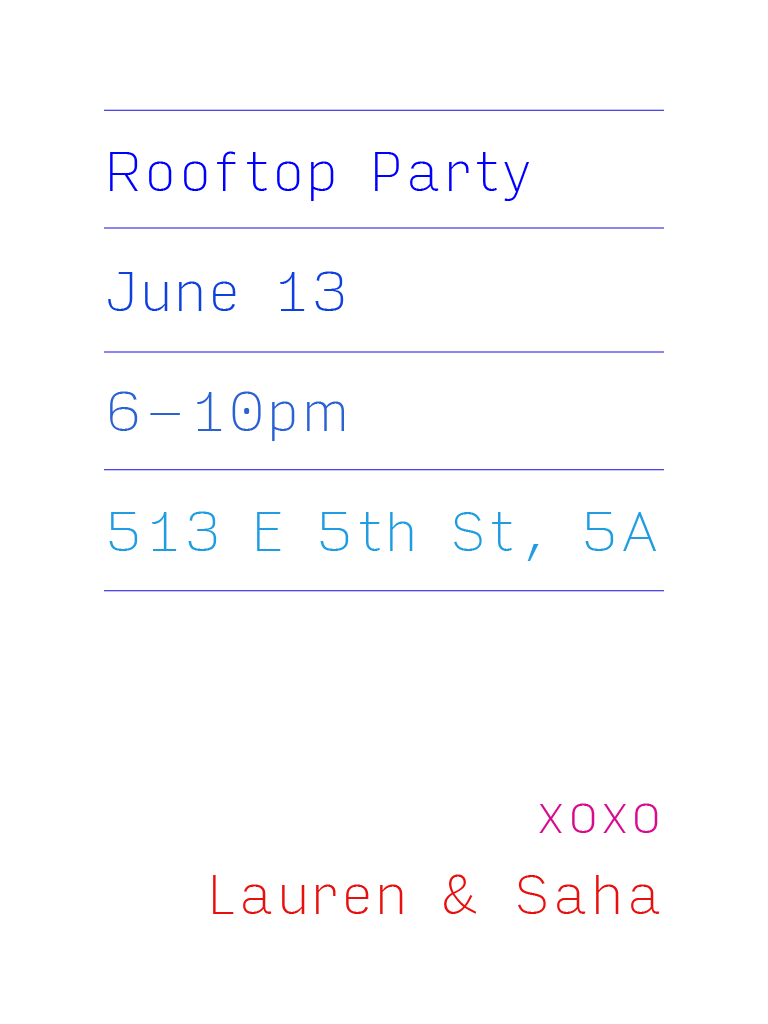 Rooftop Party
June 13
6–10pm
513 E 5th St, 5A
xoxo
Lauren & Saha